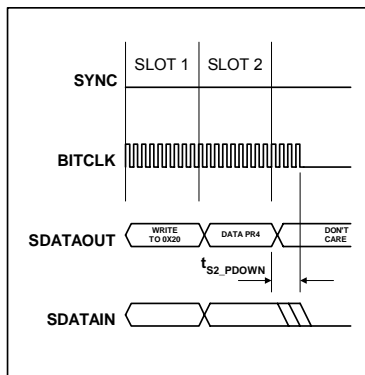 SLOT 1 SLOT 2
SYNC
BITCLK
SDATAOUT
WRITE
TO 0X20
DATA PR4
DON'T
CARE
tS2_PDOWN
SDATAIN